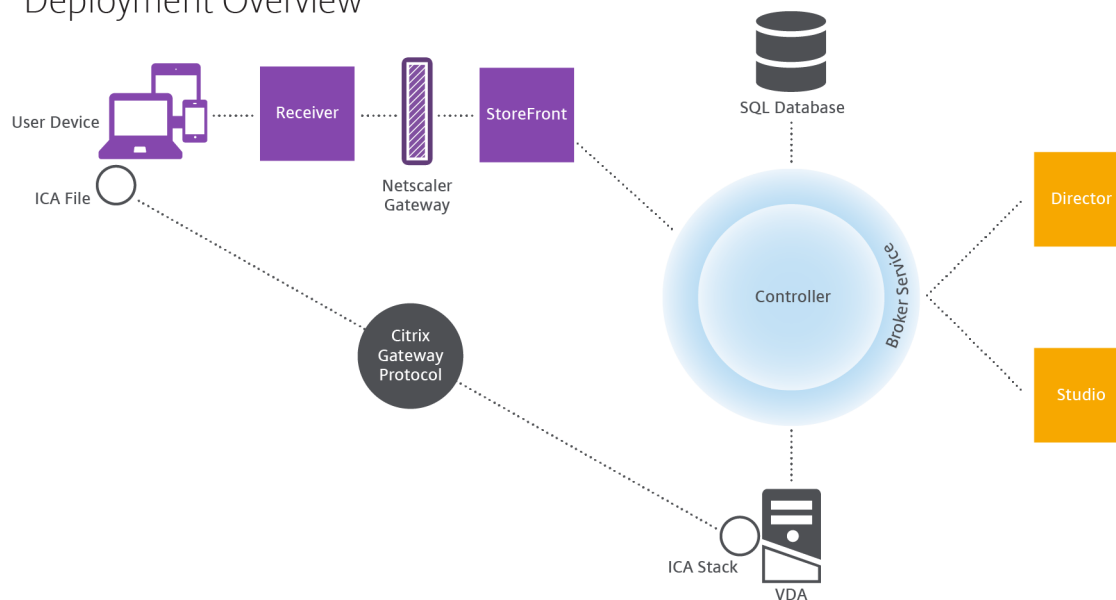 Deployment Overview
SQL Database
User Device
Receiver
StoreFront
Netscaler
Gateway
ICA File
Director
Broker Service
Controller
Citrix
Gateway
Protocol
Studio
ICA Stack
VDA